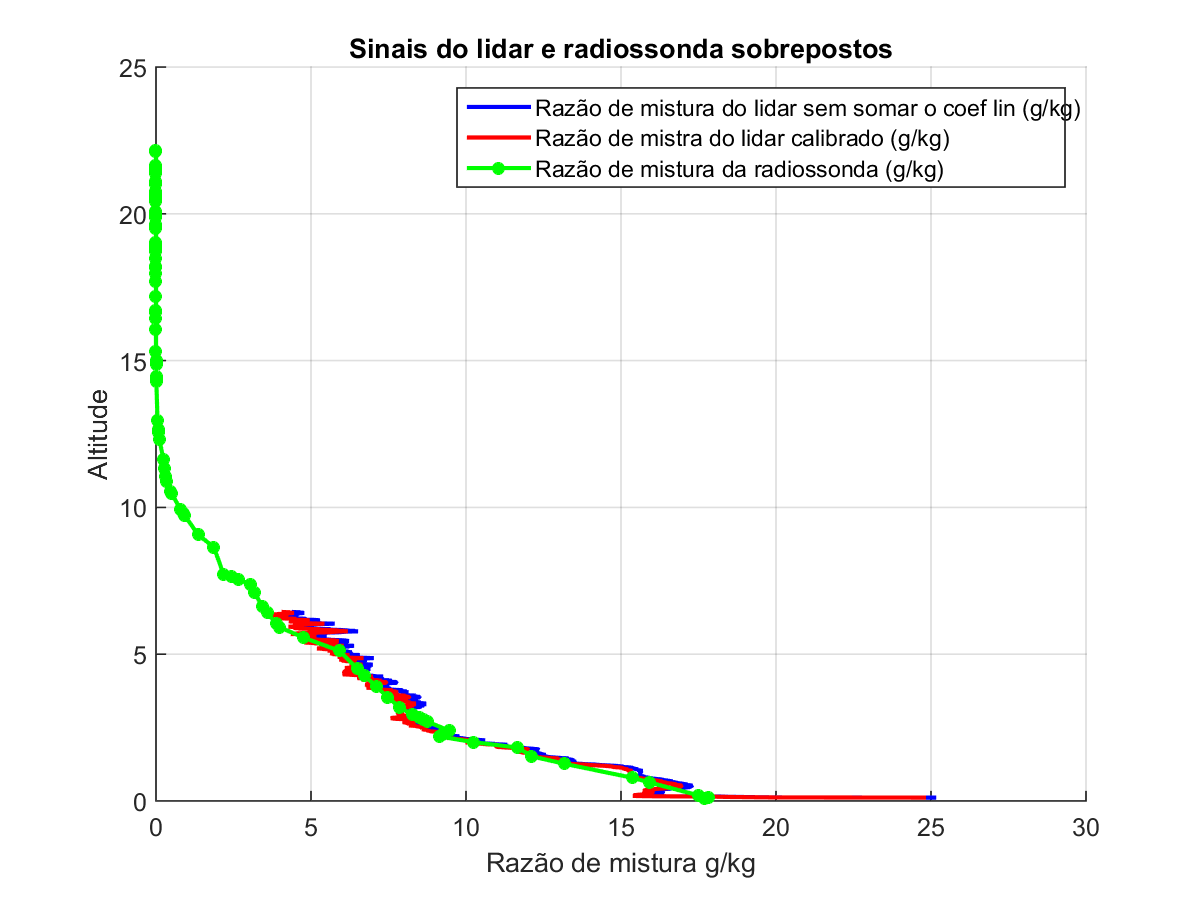 Sinais do lidar e radiossonda sobrepostos
25
Razão de mistura do lidar sem somar o coef lin (g/kg)
Razão de mistra do lidar calibrado (g/kg)
Razão de mistura da radiossonda (g/kg)
20
15
Altitude
10
5
0
0 5 10 15 20 25 30
Razão de mistura g/kg